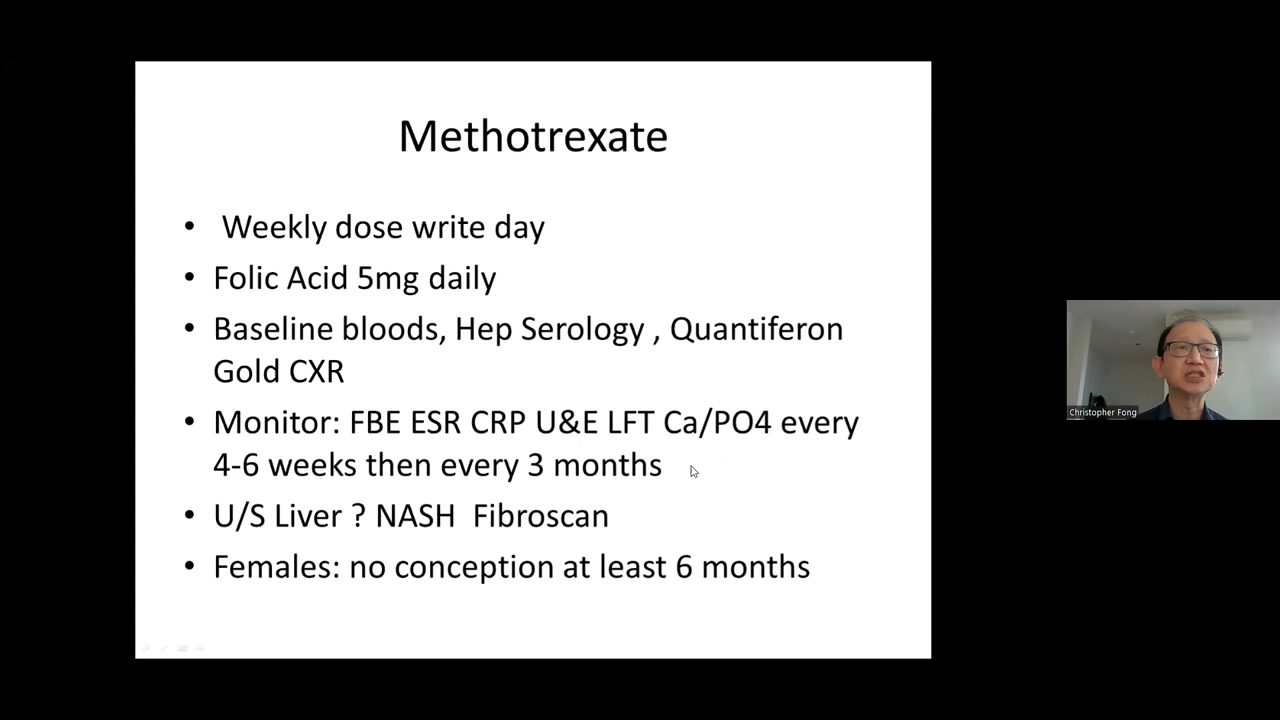 Methotrexate
• Weekly dose write day
• Folic Acid 5mg daily
• Baseline bloods, Hep Serology , Quantiferon
Gold CXR
• Monitor: FBE ESR CRP U&E LFT Ca/PO4 every
4-6 weeks then every 3 months
• U/S Liver ? NASH  Fibroscan
• Females: no conception at least 6 months
Christopher Fong